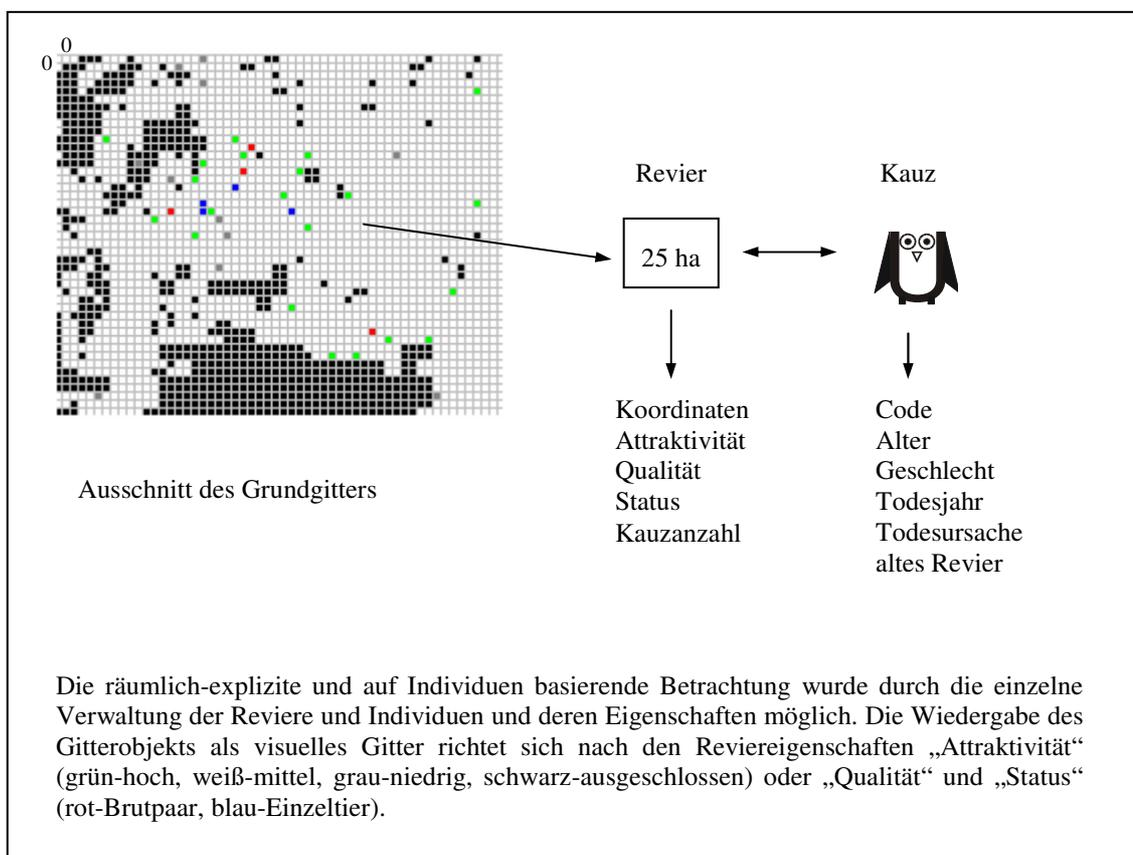 0
0
Revier
Kauz
25 ha
Koordinaten
Attraktivität
Qualität
Status
Kauzanzahl
Code
Alter
Geschlecht
Todesjahr
Todesursache
altes Revier
Ausschnitt des Grundgitters
Die räumlich-explizite und auf Individuen basierende Betrachtung wurde durch die einzelne
Verwaltung der Reviere und Individuen und deren Eigenschaften möglich. Die Wiedergabe des
Gitterobjekts als visuelles Gitter richtet sich nach den Reviereigenschaften „Attraktivität“
(grün-hoch, weiß-mittel, grau-niedrig, schwarz-ausgeschlossen) oder „Qualität“ und „Status“
(rot-Brutpaar, blau-Einzeltier).